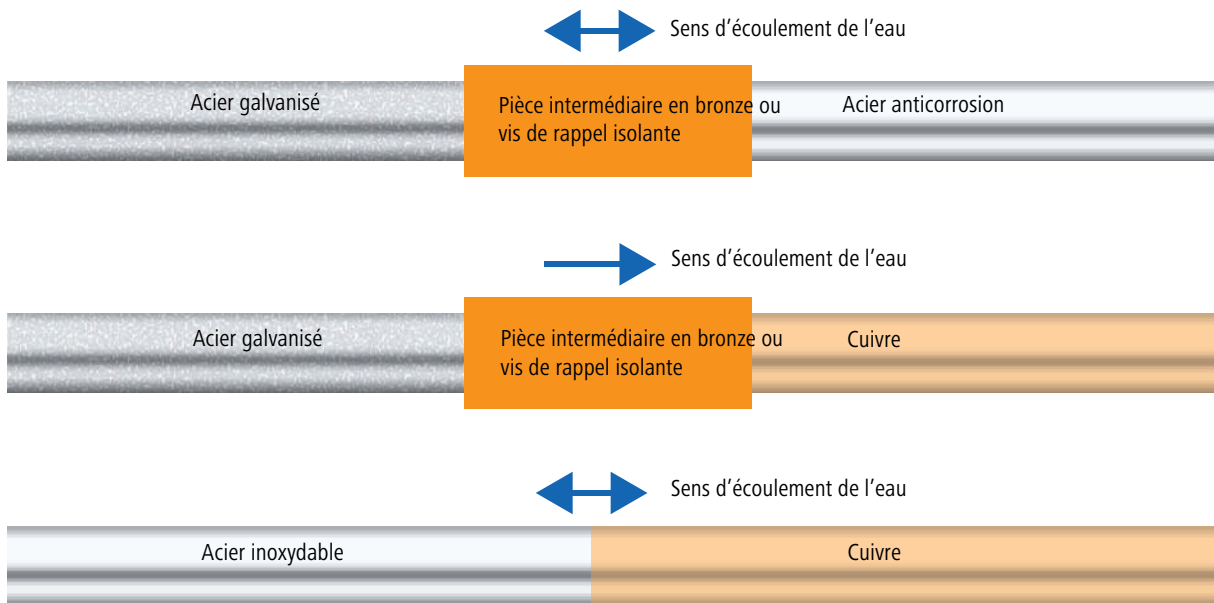 Sens d’écoulement de l’eau
Acier galvanisé
Pièce intermédiaire en bronze ou
vis de rappel isolante
Acier anticorrosion
Sens d’écoulement de l’eau
Acier galvanisé
Pièce intermédiaire en bronze ou
vis de rappel isolante
Cuivre
Sens d’écoulement de l’eau
Acier inoxydable
Cuivre